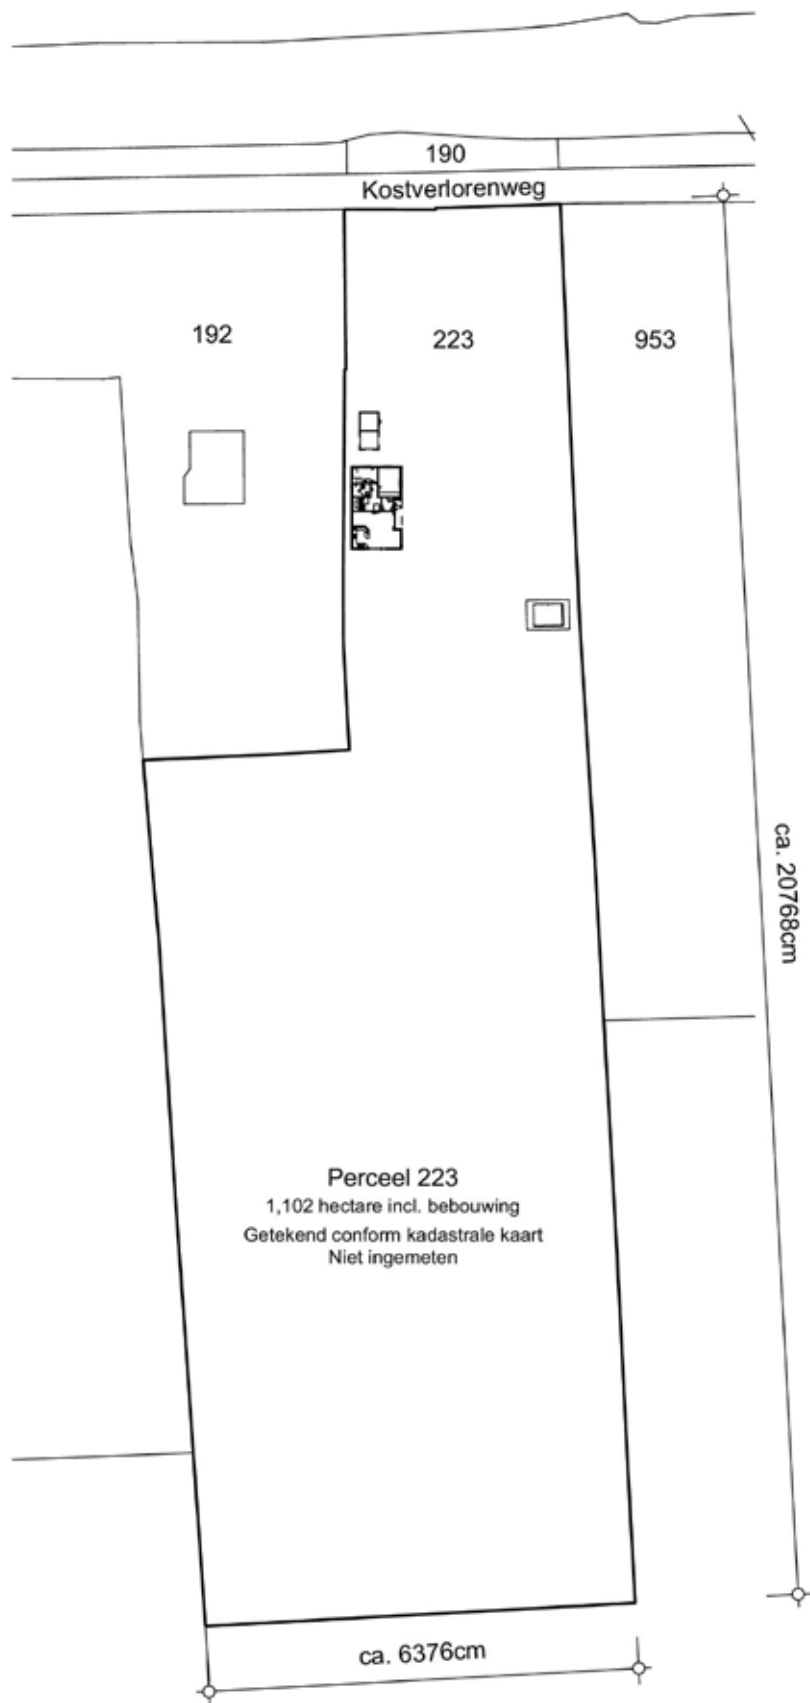 190
Kostverlorenweg
192
223
953
ca. 20768cm
Perceel 223
1,102 hectare incl. bebouwing
Getekend conform kadastrale kaart
Niet ingemeten
ca. 6376cm